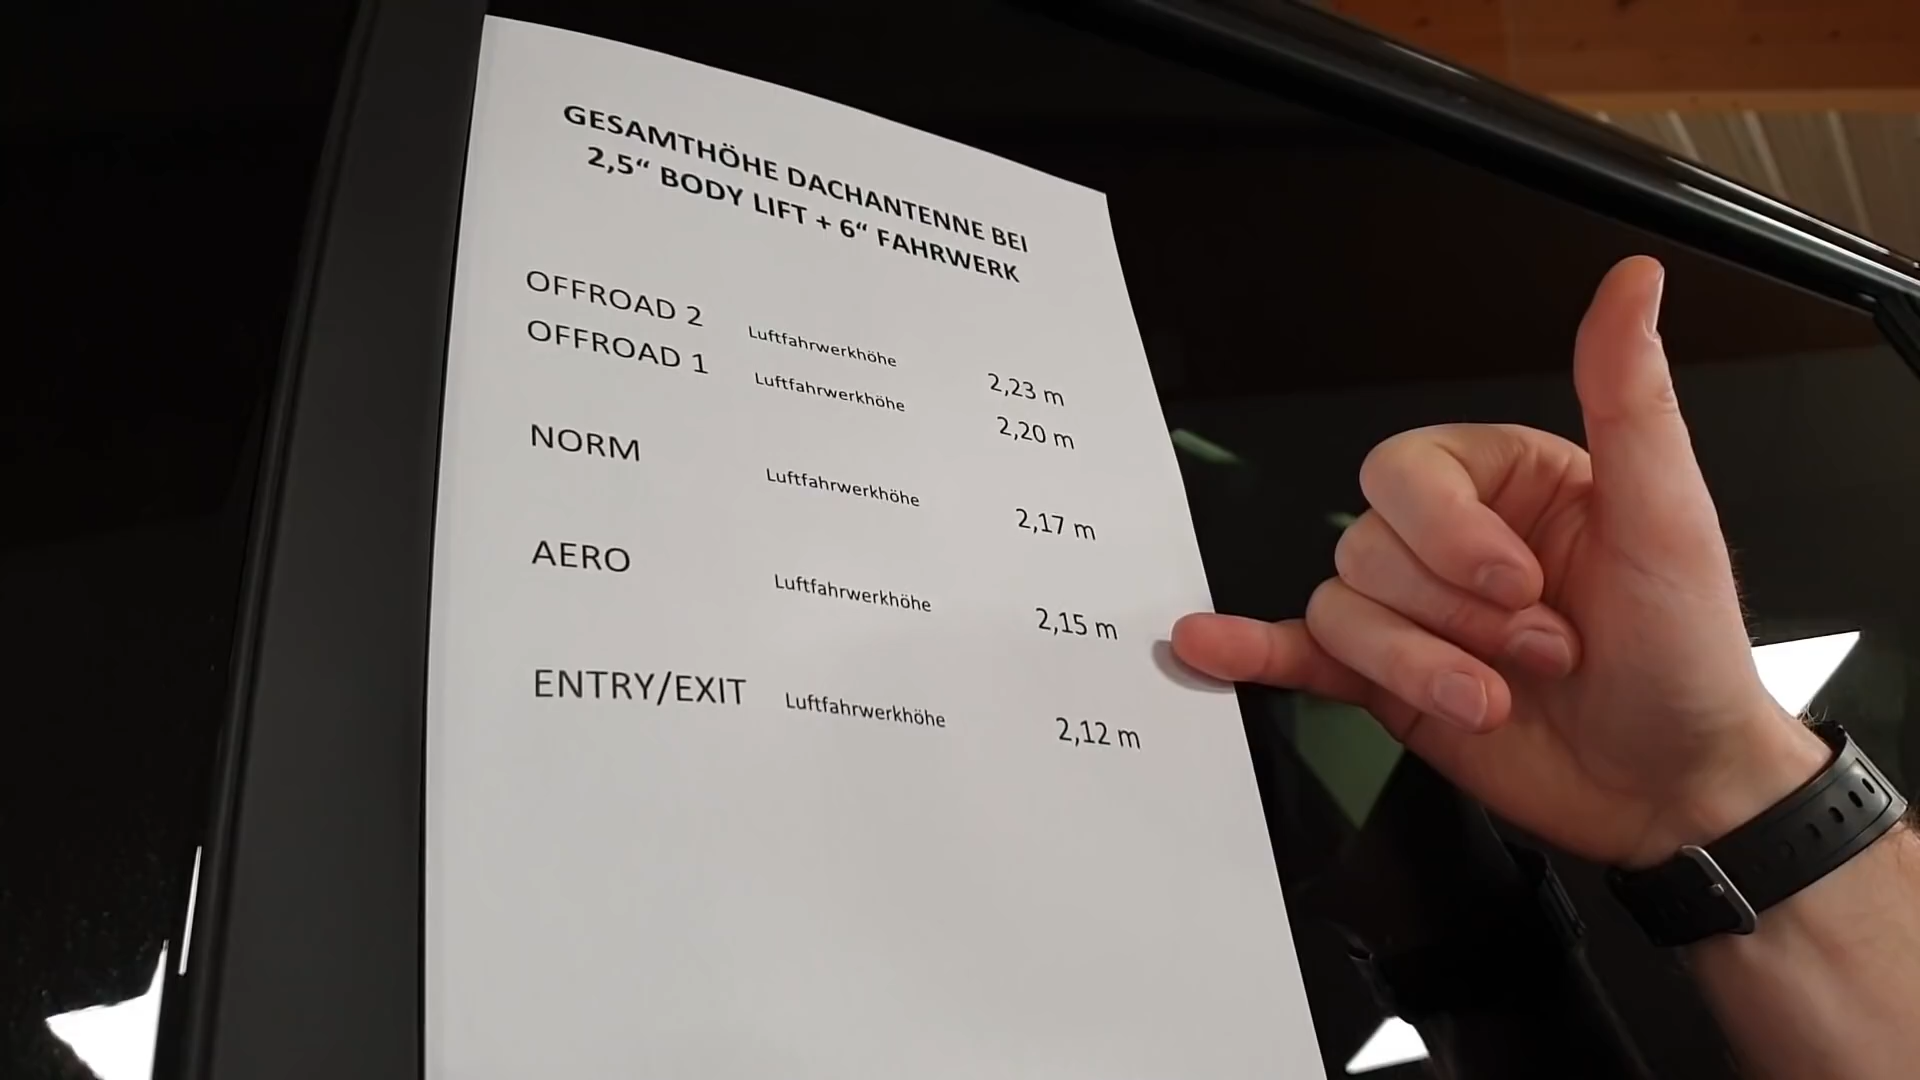 GESAMTHÖHE DACHANTENNE BEI
2,5“ BODY LIFT + 6“ FAHRWERK
OFFROAD 2 Luftfahrwerkhöhe 2,23 m
OFFROAD 1 Luftfahrwerkhöhe 2,20 m
NORM Luftfahrwerkhöhe 2,17 m
AERO Luftfahrwerkhöhe 2,15 m
ENTRY/EXIT Luftfahrwerkhöhe 2,12 m